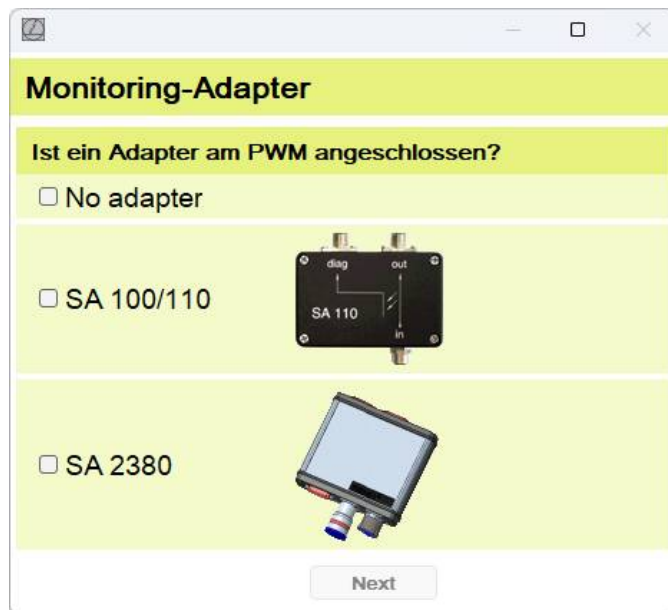 Monitoring-Adapter
Ist ein Adapter am PWM angeschlossen?
No adapter
SA 100/110
diag out
SA 110
in
SA 2380
Next